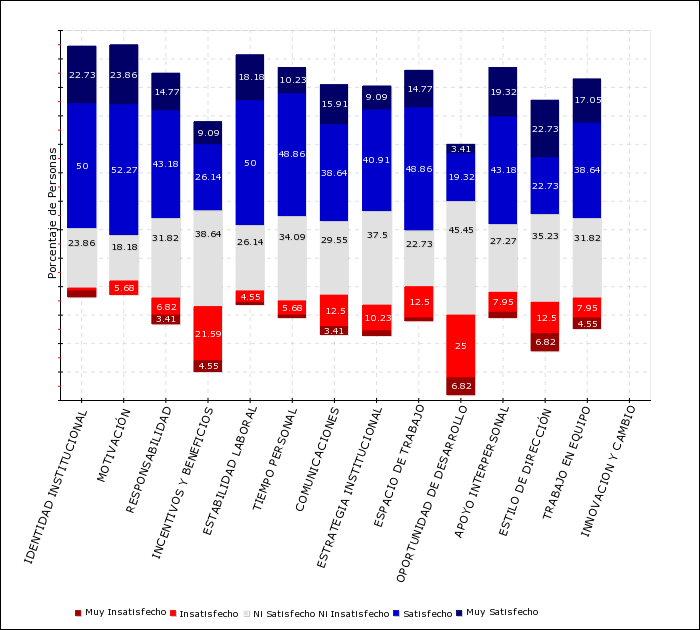 Porcentaje de Personas
22.73 23.86 14.77 9.09 18.18 10.23 15.91 9.09 14.77 3.41 19.32 22.73 17.05
50 52.27 43.18 26.14 50 48.86 38.64 40.91 48.86 19.32 43.18 22.73 38.64
23.86 18.18 31.82 38.64 26.14 34.09 29.55 37.5 22.73 45.45 27.27 35.23 31.82
5.68 6.82 21.59 4.55 5.68 12.5 10.23 12.5 25 7.95 12.5 7.95
3.41 4.55 3.41 6.82 6.82 4.55
IDENTIDAD INSTITUCIONAL
MOTIVACIÓN
RESPONSABILIDAD
INCENTIVOS Y BENEFICIOS
ESTABILIDAD LABORAL
TIEMPO PERSONAL
COMUNICACIONES
ESTRATEGIA INSTITUCIONAL
ESPACIO DE TRABAJO
OPORTUNIDAD DE DESARROLLO
APOYO INTERPERSONAL
ESTILO DE DIRECCIÓN
TRABAJO EN EQUIPO
INNOVACION Y CAMBIO
Muy Insatisfecho Insatisfecho Ni Satisfecho Ni Insatisfecho Satisfecho Muy Satisfecho